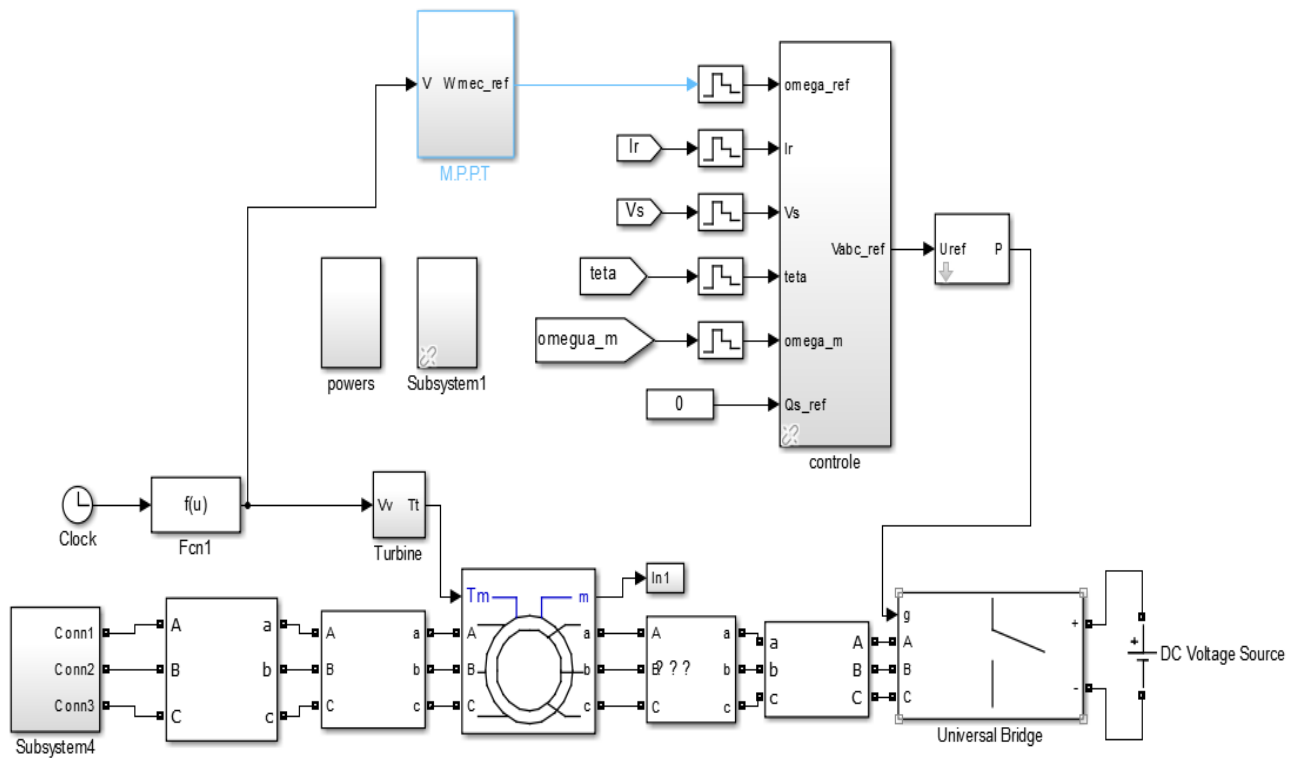 V Wmec_ref
M.P.P.T
omega_ref
Ir
Ir
Vs
Vs
Vabc_ref
Uref P
teta
teta
omegua_m
omega_m
powers
Subsystem1
0
Qs_ref
controle
Clock
f(u)
Fcn1
Vv Tt
Turbine
Tm m
In1
Conn1
Conn2
Conn3
Subsystem4
A a
B b
C c
A a
B b
C c
A a
B b
C c
A a
B ??? b
C c
a A
b B
c C
g
A
B
C
+
-
Universal Bridge
+
DC Voltage Source